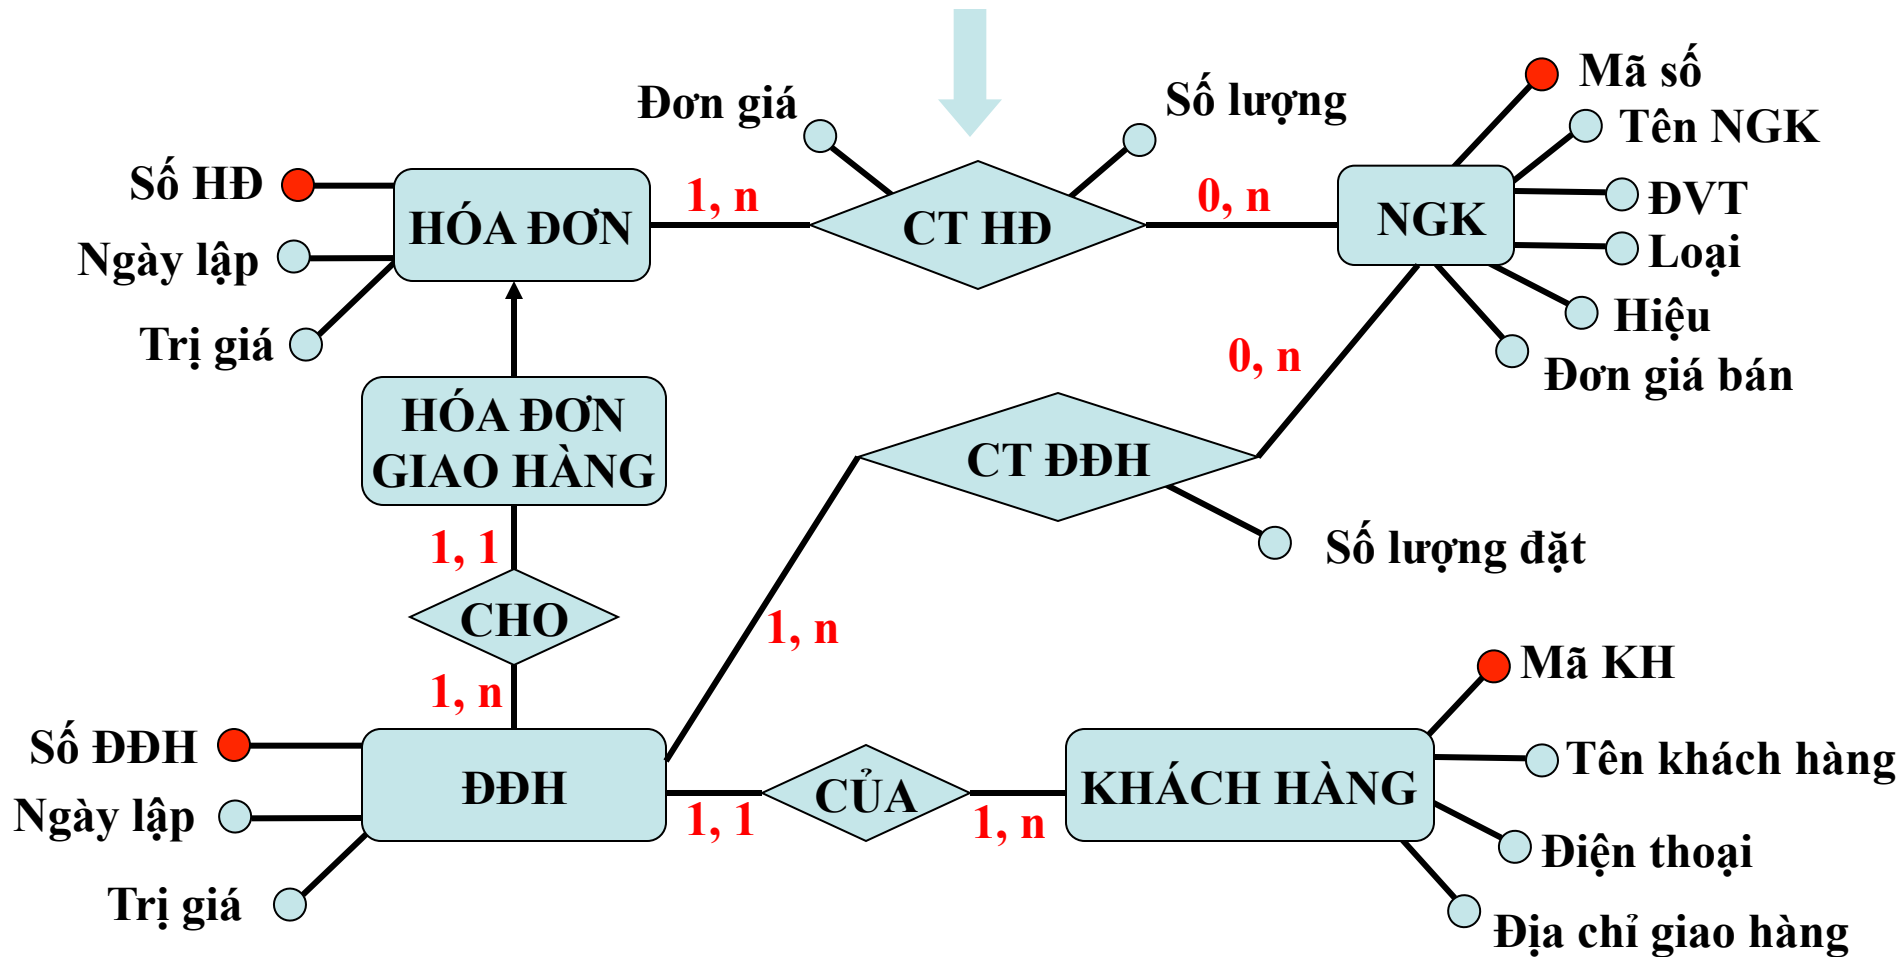 Đơn giá
Số lượng
Mã số
Tên NGK
Số HĐ
1, n
0, n
ĐVT
HÓA ĐƠN
CT HĐ
NGK
Ngày lập
Loại
Trị giá
Hiệu
0, n
Đơn giá bán
HÓA ĐƠN
GIAO HÀNG
CT ĐĐH
1, 1
Số lượng đặt
CHO
1, n
1, n
Mã KH
Số ĐĐH
Tên khách hàng
ĐĐH
CỦA
KHÁCH HÀNG
Ngày lập
1, 1
1, n
Điện thoại
Trị giá
Địa chỉ giao hàng